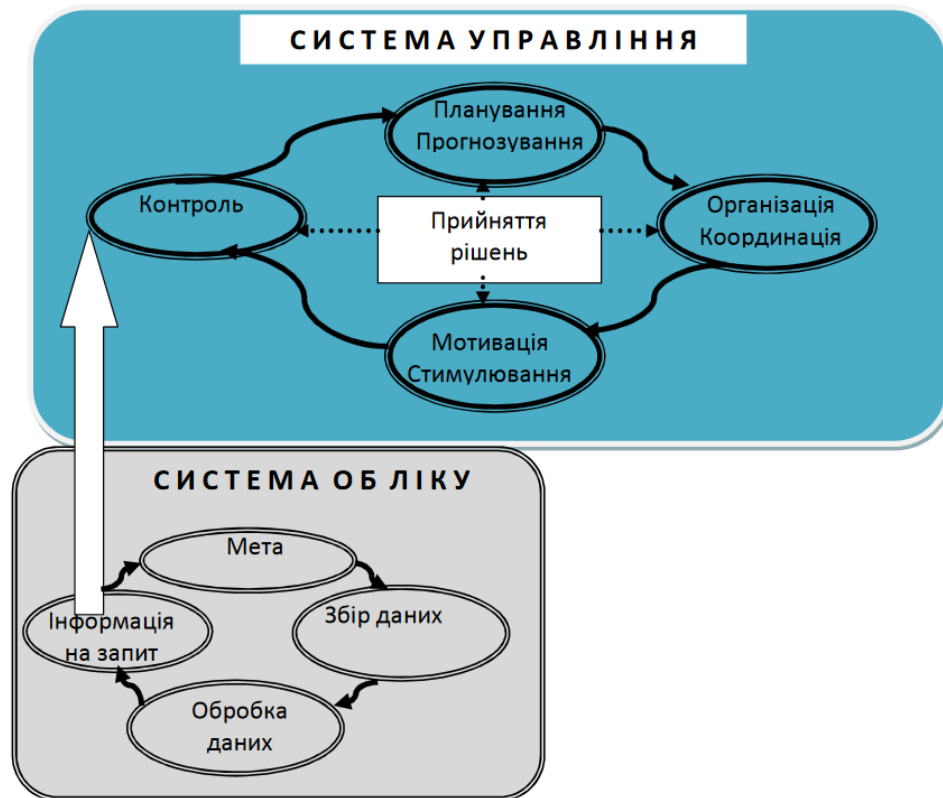 СИСТЕМА УПРАВЛІННЯ
Планування
Прогнозування
Контроль
Прийняття
рішень
Організація
Координація
Мотивація
Стимулювання
СИСТЕМА ОБЛІКУ
Мета
Збір даних
Інформація
на запит
Обробка
даних